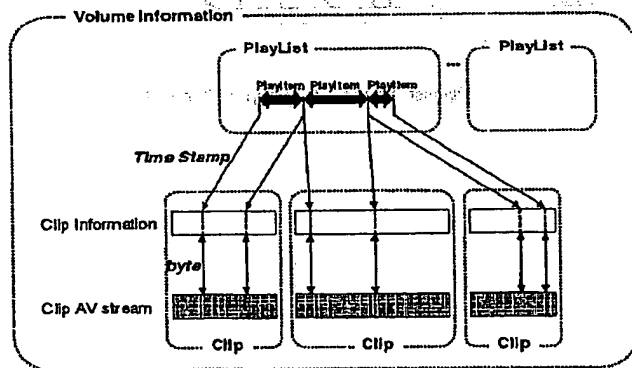 Volume Information
PlayList
PlayList
PlayItem PlayItem PlayItem
...
Time Stamp
Clip Information
byte
Clip AV stream
Clip
Clip
Clip